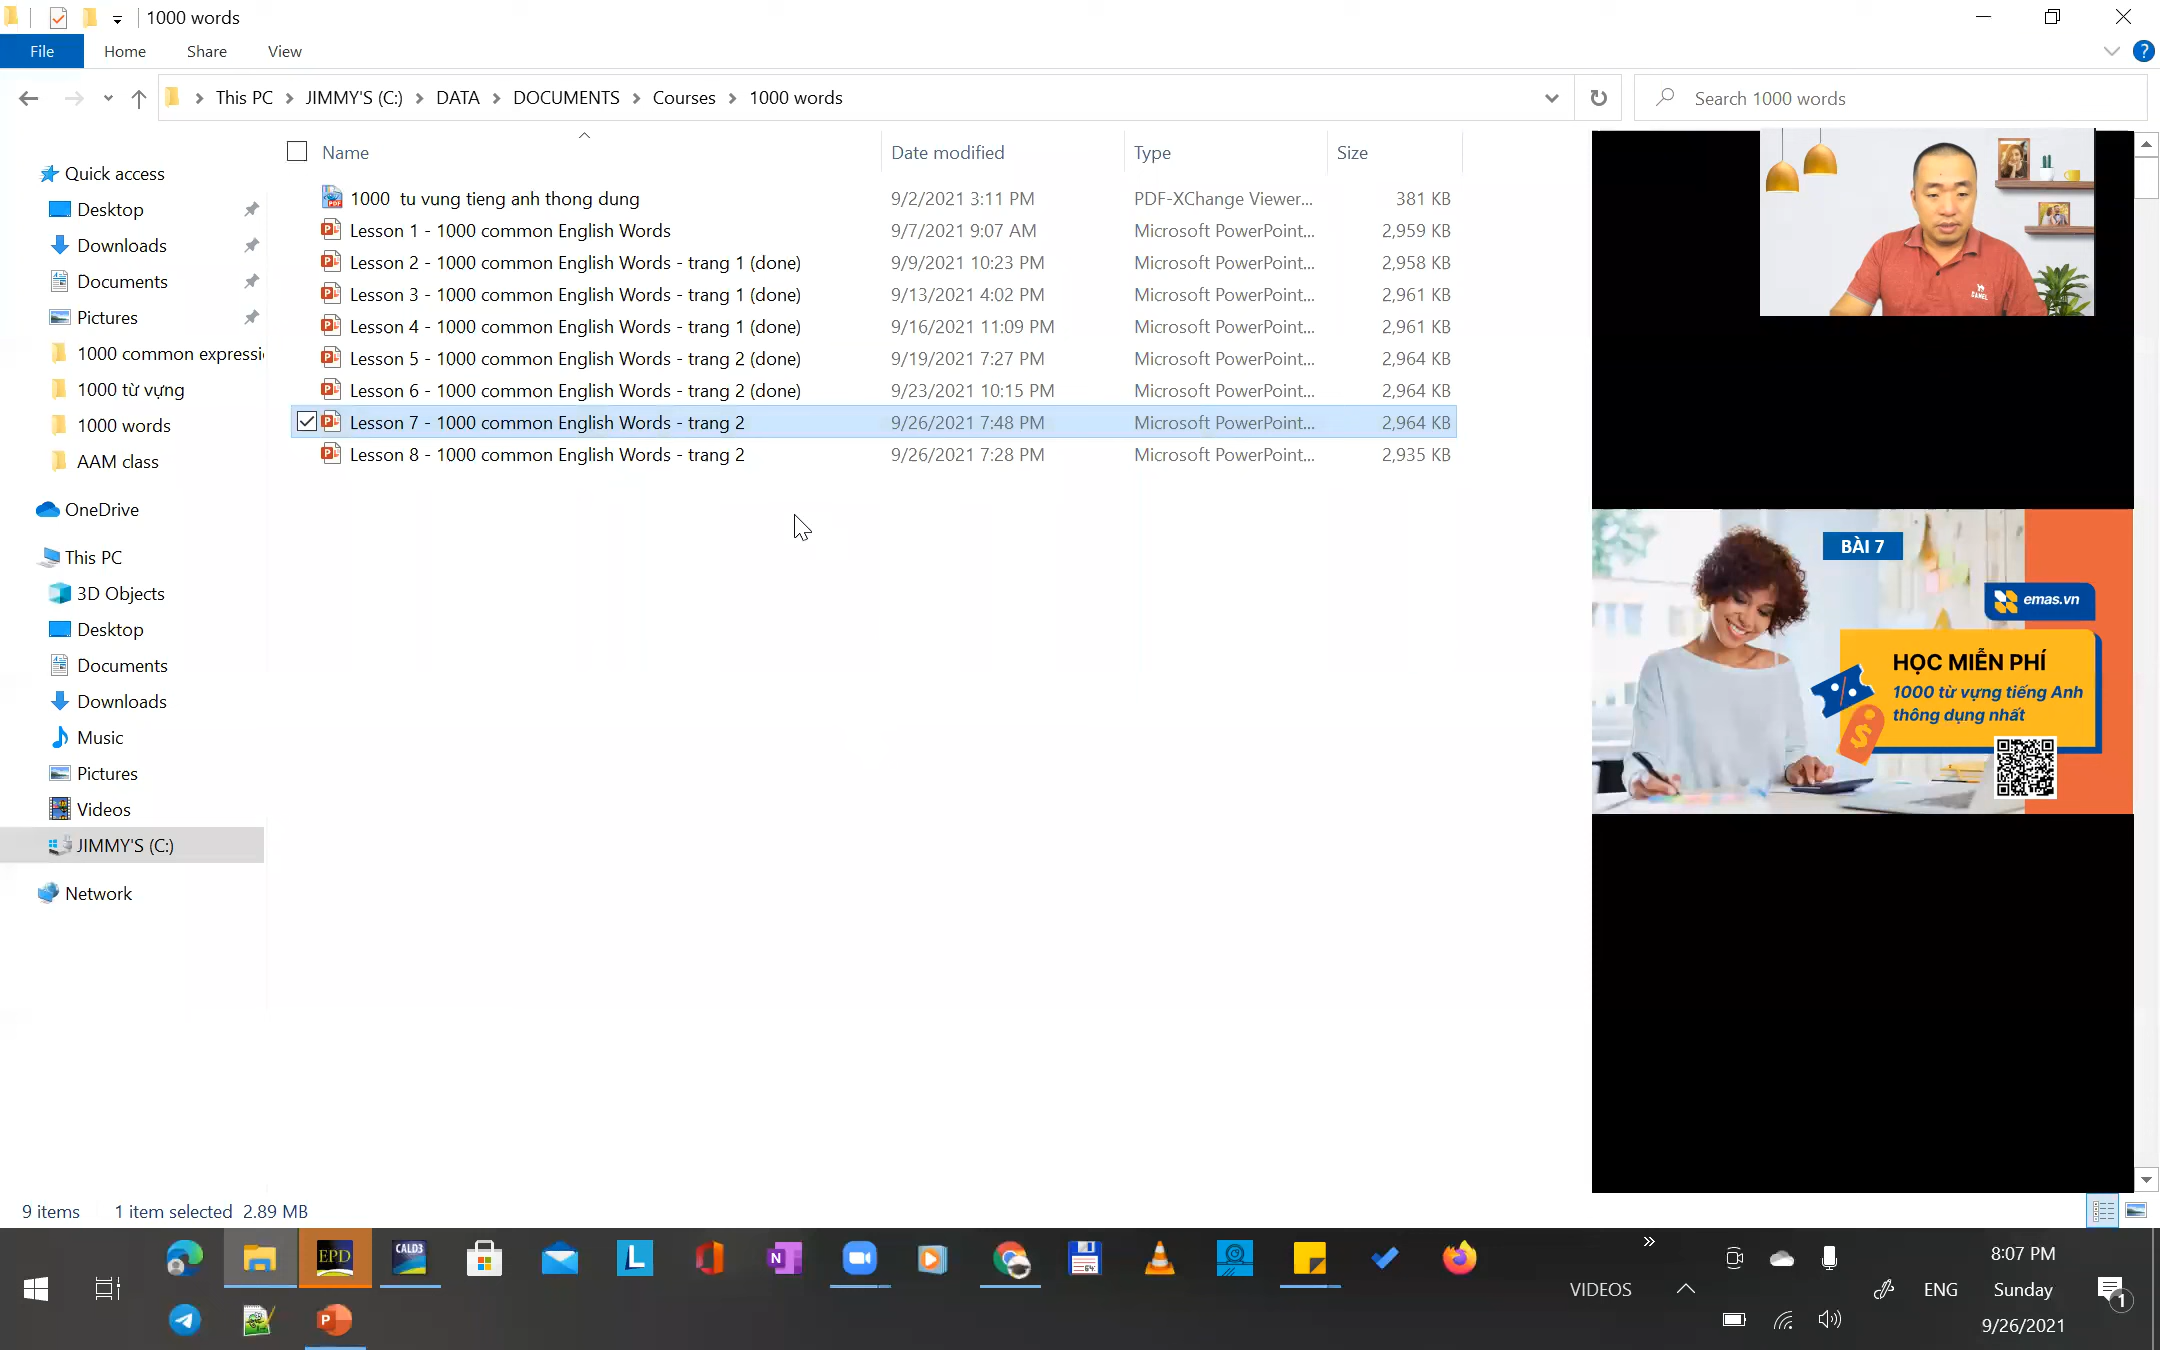 1000 words
File Home Share View
This PC JIMMY'S (C:) DATA DOCUMENTS Courses 1000 words
Search 1000 words
Name Date modified Type Size
Quick access
Desktop
Downloads
Documents
Pictures
1000 common expressi
1000 từ vựng
1000 words
AAM class
OneDrive
This PC
3D Objects
Desktop
Documents
Downloads
Music
Pictures
Videos
JIMMY'S (C:)
Network
1000 tu vung tieng anh thong dung 9/2/2021 3:11 PM PDF-XChange Viewer... 381 KB
Lesson 1 - 1000 common English Words 9/7/2021 9:07 AM Microsoft PowerPoint... 2,959 KB
Lesson 2 - 1000 common English Words - trang 1 (done) 9/9/2021 10:23 PM Microsoft PowerPoint... 2,958 KB
Lesson 3 - 1000 common English Words - trang 1 (done) 9/13/2021 4:02 PM Microsoft PowerPoint... 2,961 KB
Lesson 4 - 1000 common English Words - trang 1 (done) 9/16/2021 11:09 PM Microsoft PowerPoint... 2,961 KB
Lesson 5 - 1000 common English Words - trang 2 (done) 9/19/2021 7:27 PM Microsoft PowerPoint... 2,964 KB
Lesson 6 - 1000 common English Words - trang 2 (done) 9/23/2021 10:15 PM Microsoft PowerPoint... 2,964 KB
Lesson 7 - 1000 common English Words - trang 2 9/26/2021 7:48 PM Microsoft PowerPoint... 2,964 KB
Lesson 8 - 1000 common English Words - trang 2 9/26/2021 7:28 PM Microsoft PowerPoint... 2,935 KB
CAMEL
BÀI 7
emas.vn
HỌC MIỄN PHÍ
1000 từ vựng tiếng Anh
thông dụng nhất
9 items 1 item selected 2.89 MB
EPD CALD3 L N 64
VIDEOS
ENG
8:07 PM
Sunday
9/26/2021
1